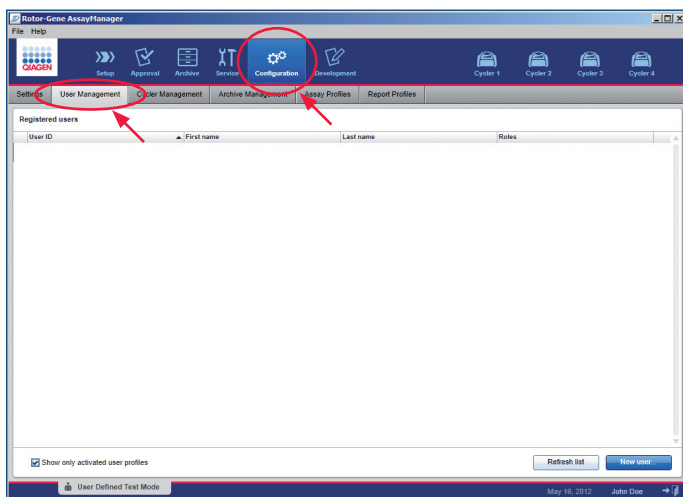 Rotor-Gene AssayManager
File Help
QIAGEN
Setup Approval Archive Service Configuration Development Cycler 1 Cycler 2 Cycler 3 Cycler 4
Settings User Management Cycler Management Archive Management Assay Profiles Report Profiles
Registered users
User ID First name Last name Roles
Show only activated user profiles Refresh list New user...
User Defined Test Mode May 16, 2012 John Doe